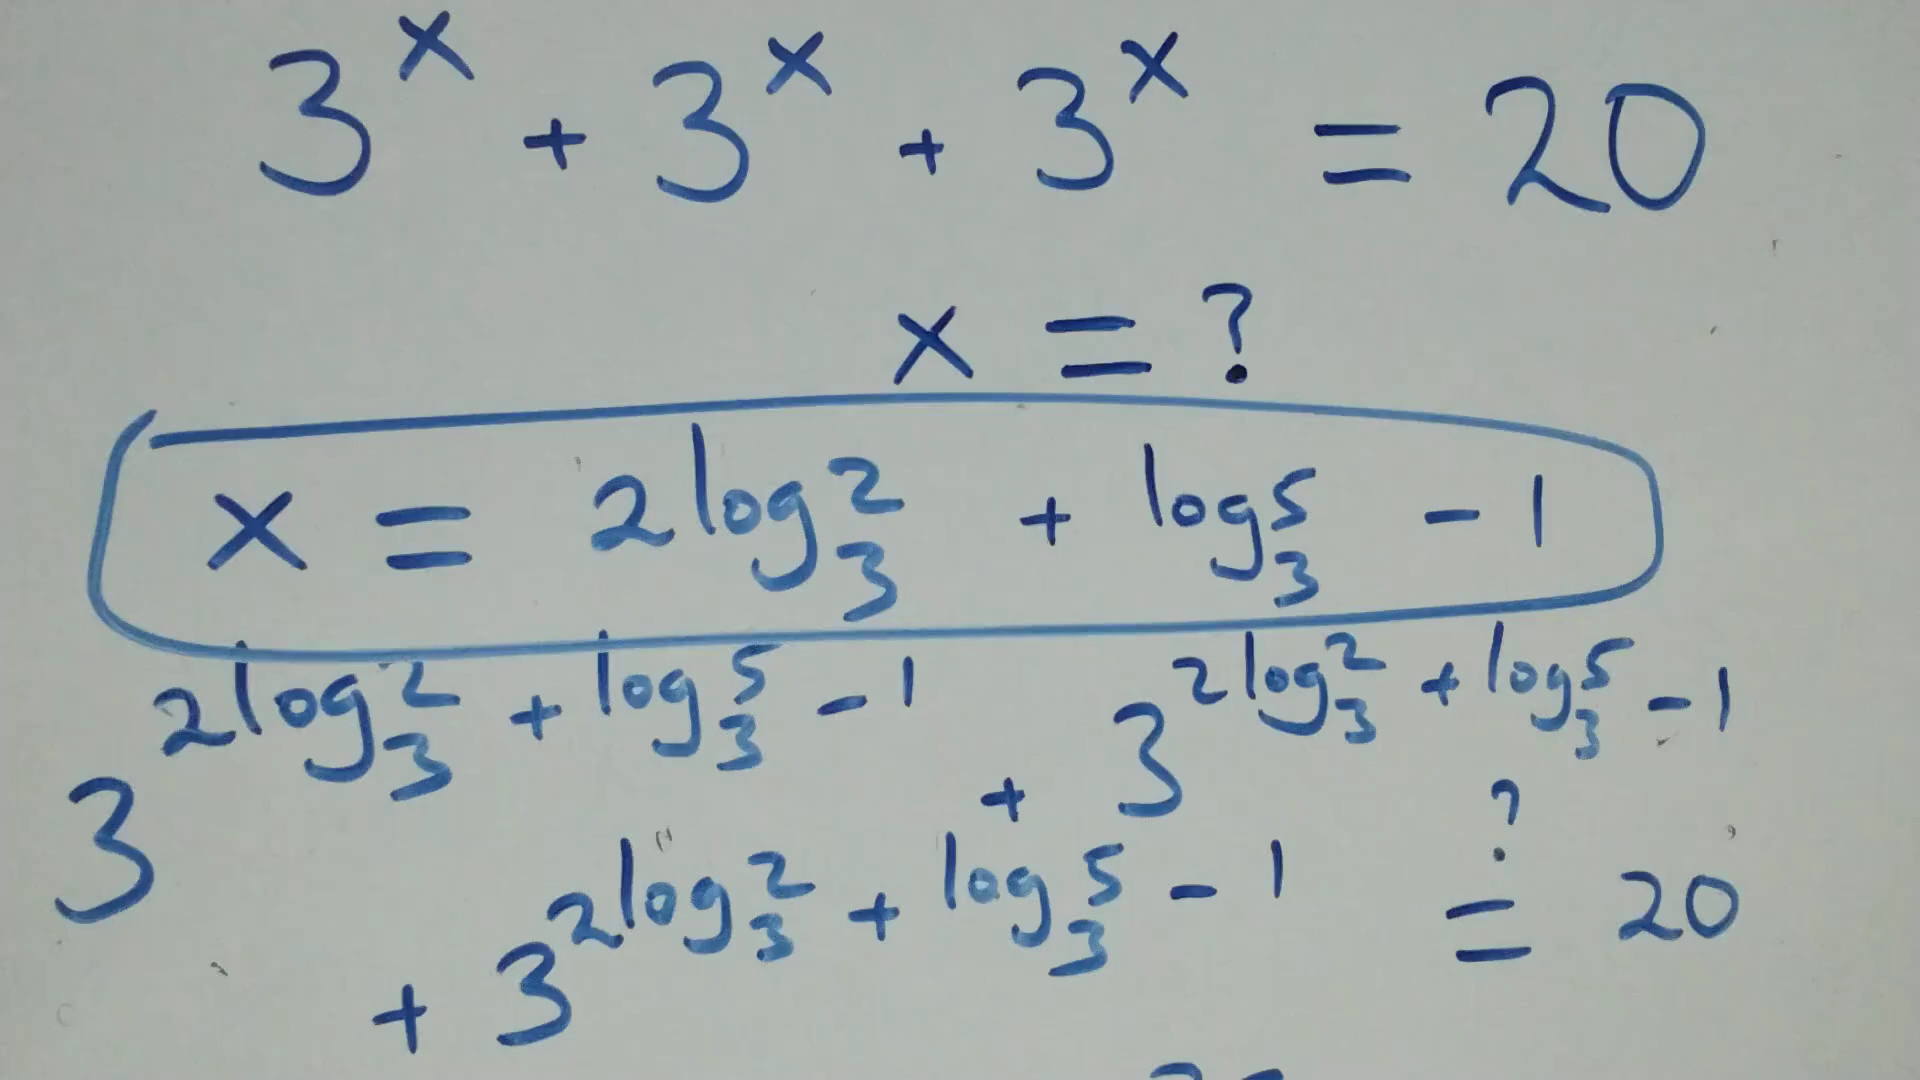 3^x + 3^x + 3^x = 20
x = ?
x = 2log_3^2 + log_3^5 - 1
3^{2log_3^2 + log_3^5 - 1} + 3^{2log_3^2 + log_3^5 - 1}
+ 3^{2log_3^2 + log_3^5 - 1} ?= 20